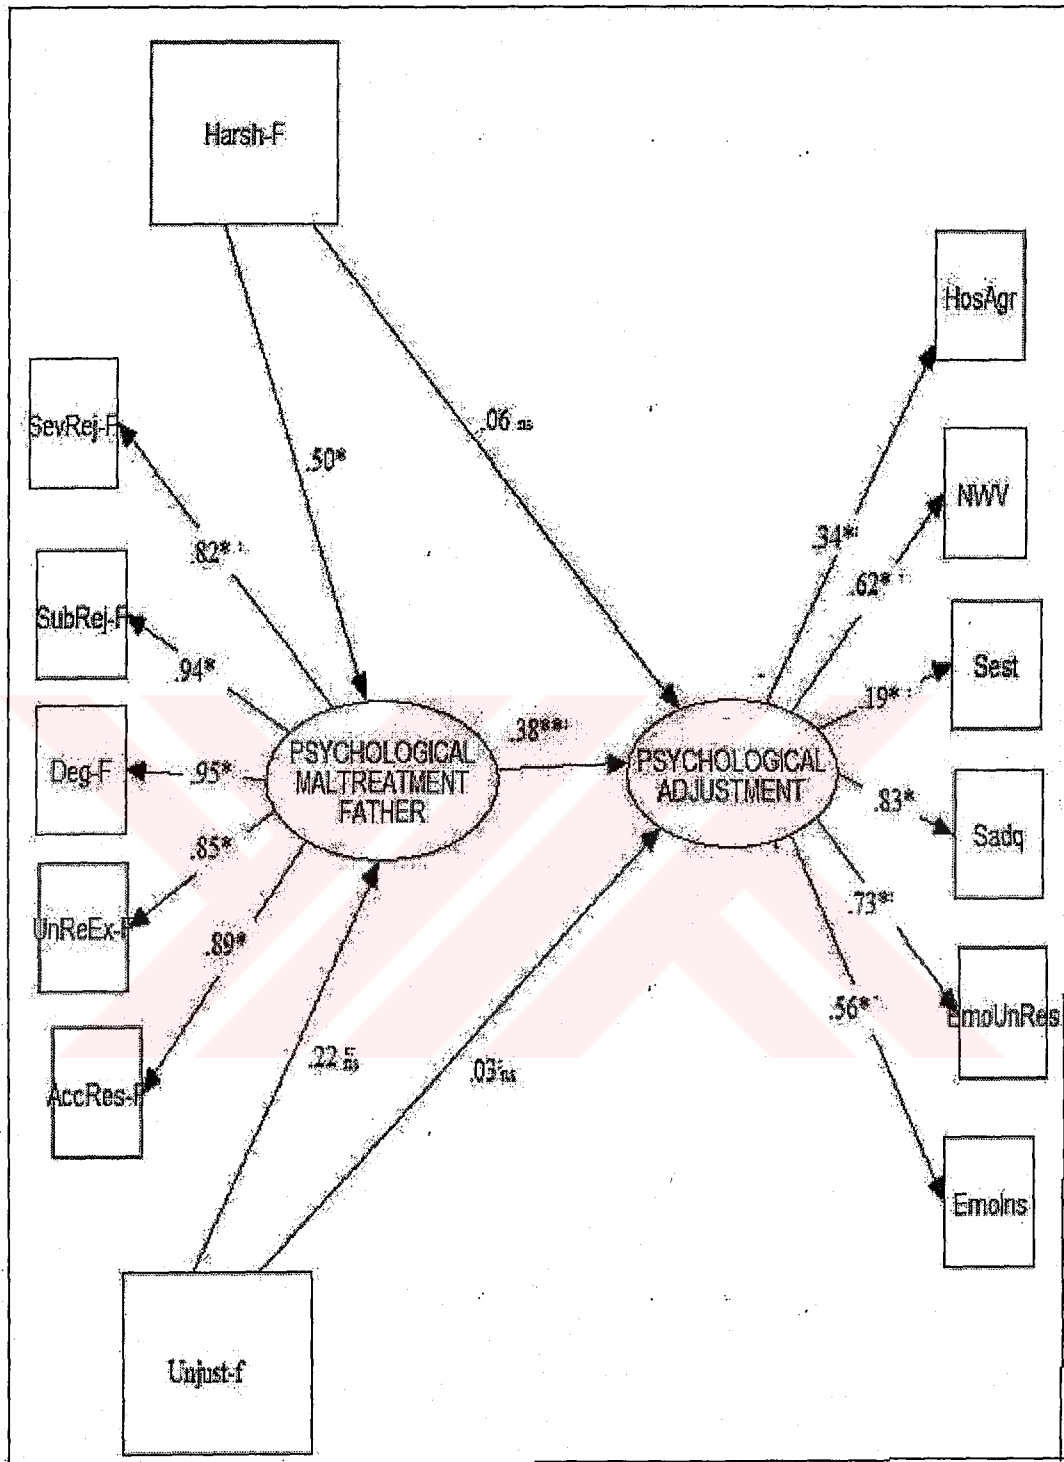 Harsh-F
HosAgr
.06 ns
SevRej-F
.50*
NWV
.34*
.82*
.62*
SubRej-F
Sest
.94*
.19*
.38**
PSYCHOLOGICAL
MALTREATMENT
FATHER
PSYCHOLOGICAL
ADJUSTMENT
Deg-F
.95*
.83*
Sadq
.85*
.73*
UnReEx-F
.89*
.56*
EmoUnRes
.22 ns
.03 ns
AccRes-F
EmoIns
Unjust-f